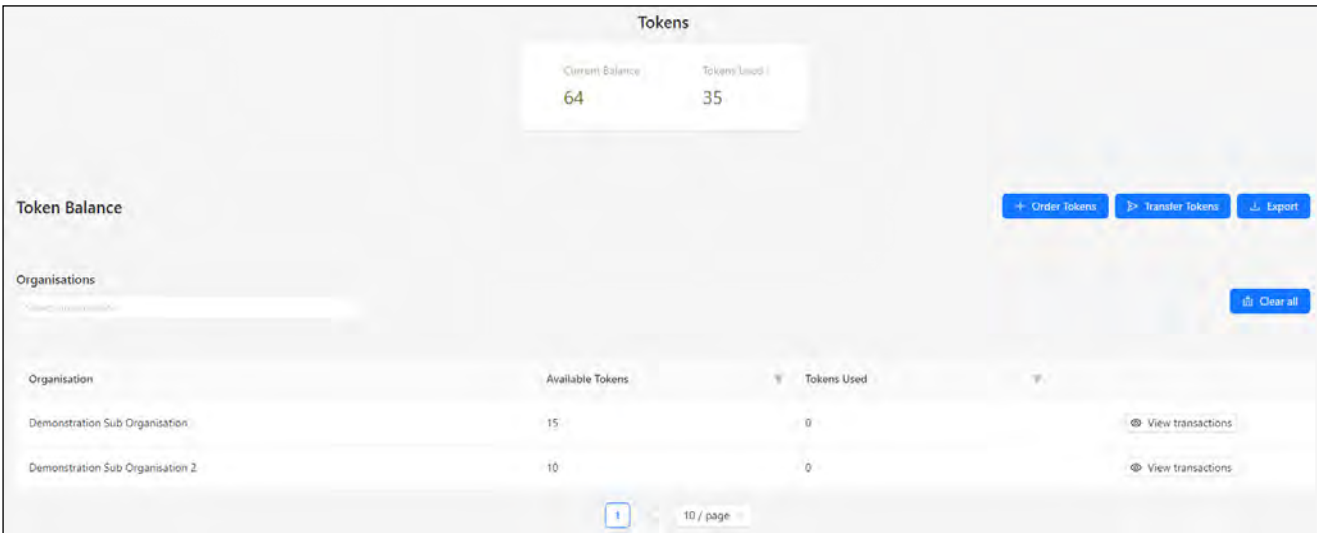 Tokens
Current Balance Tokens Used
64 35
Token Balance + Order Tokens Transfer Tokens Export
Organisations
Clear all
Organisation Available Tokens Tokens Used
Demonstration Sub Organisation 15 0 View transactions
Demonstration Sub Organisation 2 10 0 View transactions
1 10 / page